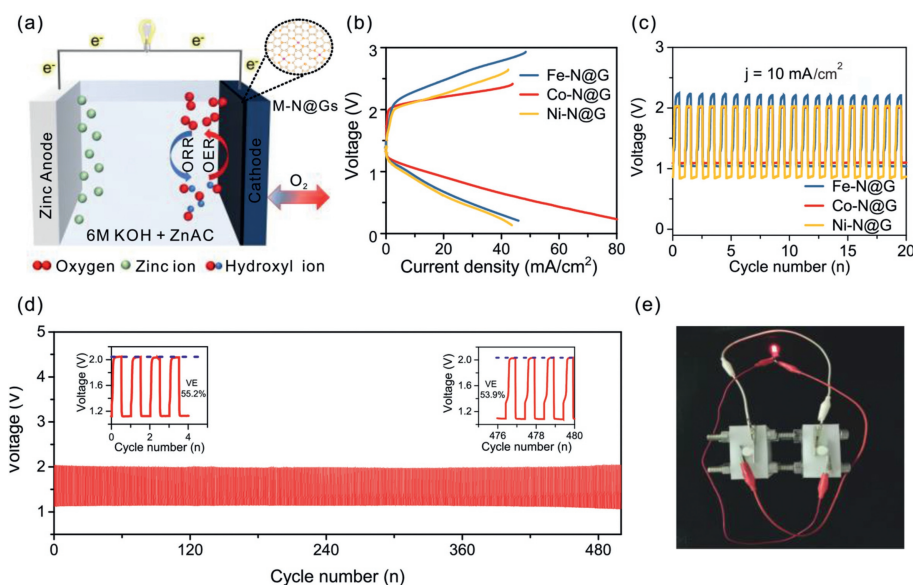 (a)
e-
e-
e-
e-
M-N@Gs
Zinc Anode
ORR
OER
Cathode
O2
6M KOH + ZnAC
Oxygen
Zinc ion
Hydroxyl ion
(b)
3
2
1
0
Voltage (V)
Fe-N@G
Co-N@G
Ni-N@G
0 20 40 60 80
Current density (mA/cm2)
(c)
3
2
1
0
Voltage (V)
j = 10 mA/cm2
Fe-N@G
Co-N@G
Ni-N@G
0 5 10 15 20
Cycle number (n)
(d)
5
4
3
2
1
Voltage (V)
2.0
1.6
1.2
Voltage (V)
VE
55.2%
0 2 4
Cycle number (n)
2.0
1.6
1.2
Voltage (V)
VE
53.9%
476 478 480
Cycle number (n)
0 120 240 360 480
Cycle number (n)
(e)